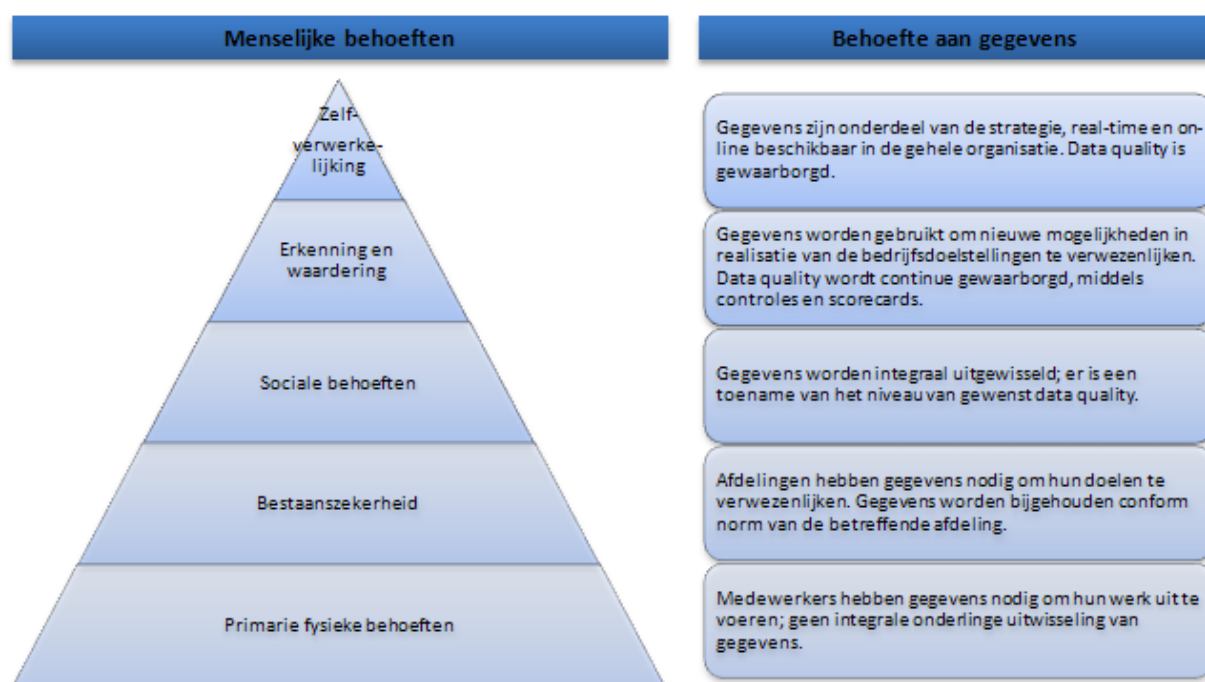 Menselijke behoeften
Behoefte aan gegevens
Zelf-
verwerke-
lijking
Gegevens zijn onderdeel van de strategie, real-time en on-
line beschikbaar in de gehele organisatie. Data quality is
gewaarborgd.
Erkenning en
waardering
Gegevens worden gebruikt om nieuwe mogelijkheden in
realisatie van de bedrijfsdoelstellingen te verwezenlijken.
Data quality wordt continue gewaarborgd, middels
controles en scorecards.
Sociale behoeften
Gegevens worden integraal uitgewisseld; er is een
toename van het niveau van gewenst data quality.
Bestaanszekerheid
Afdelingen hebben gegevens nodig om hun doelen te
verwezenlijken. Gegevens worden bijgehouden conform
norm van de betreffende afdeling.
Primarie fysieke behoeften
Medewerkers hebben gegevens nodig om hun werk uit te
voeren; geen integrale onderlinge uitwisseling van
gegevens.